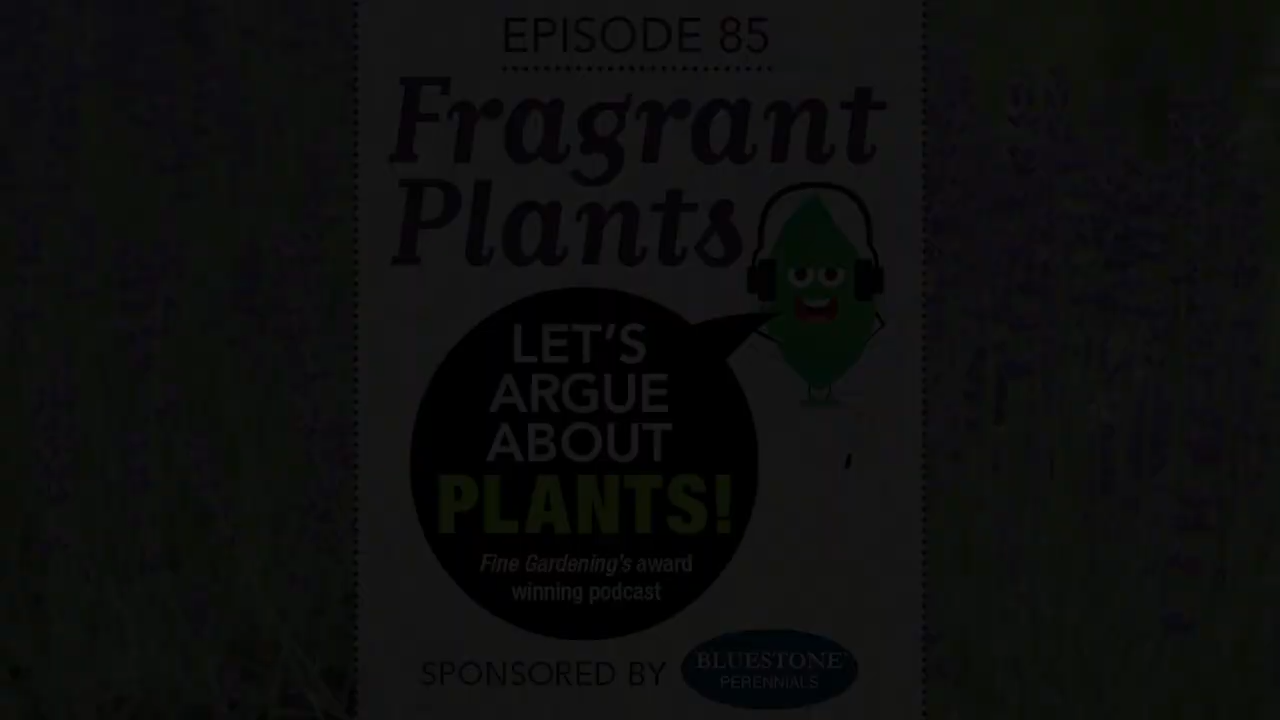 EPISODE 85
Fragrant
Plants
LET'S
ARGUE
ABOUT
PLANTS!
Fine Gardening's award
winning podcast
SPONSORED BY
BLUESTONE
PERENNIALS